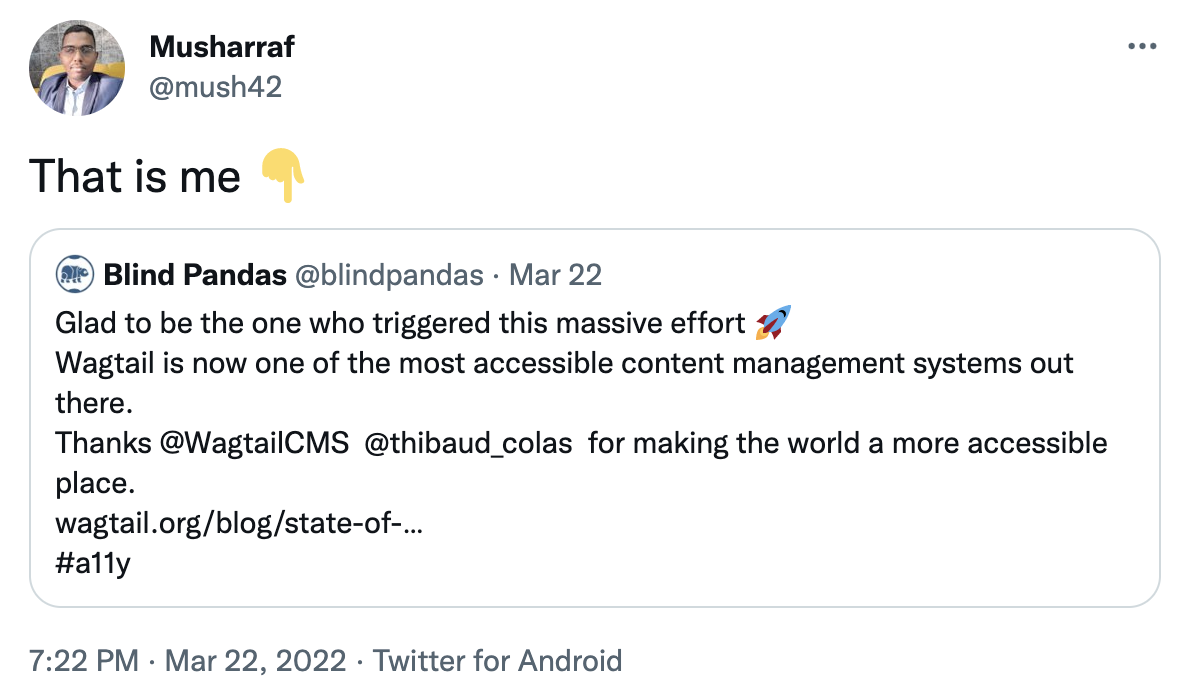 Musharraf
@mush42
That is me 👇
Blind Pandas @blindpandas · Mar 22
Glad to be the one who triggered this massive effort 🚀
Wagtail is now one of the most accessible content management systems out
there.
Thanks @WagtailCMS  @thibaud_colas  for making the world a more accessible
place.
wagtail.org/blog/state-of-…
#a11y
7:22 PM · Mar 22, 2022 · Twitter for Android